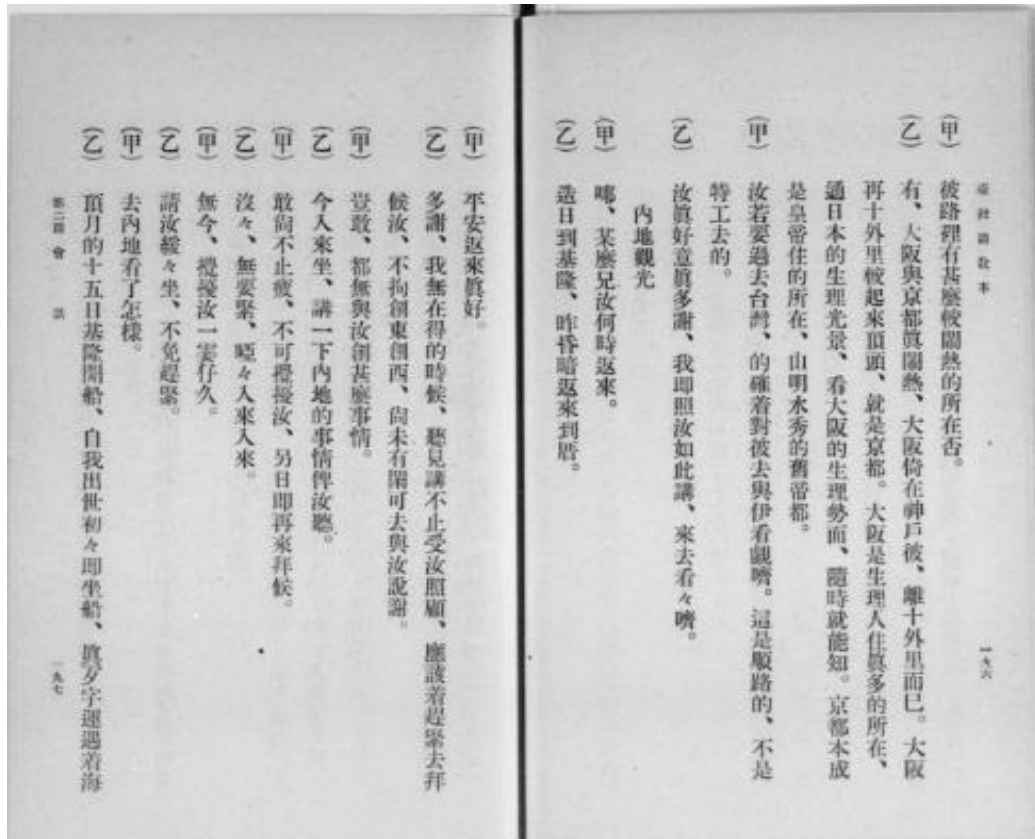 一九六
(甲) 彼路裡有甚麼較鬧熱的所在否。
(乙) 有、大阪與京都眞鬧熱、大阪倚在神戶彼、離十外里而已。大阪
再十外里較起來頂頭、就是京都。大阪是生理人住眞多的所在、
通日本的生理光景、看大阪的生理勢面、隨時就能知。京都本成
是皇帝住的所在、山明水秀的舊帝都。
(甲) 汝若要過去台灣、的確着對彼去與伊看覷嚌。這是順路的、不是
特工去的。
(乙) 汝眞好意眞多謝、我卽照汝如此講、來去看々嚌。
內地觀光
(甲) 某麼兄汝何時返來。
(乙) 造日到基隆、昨昏暗返來到厝。
(甲) 平安返來眞好。
(乙) 多謝、我無在得的時候、聽見講不止受汝照顧、應該着趕緊去拜
候汝、不拘創東創西、尙未有閑可去與汝說謝。
(甲) 豈敢、都無與汝創甚麼事情。
(乙) 今入來坐、講一下內地的事情俾汝聽。
(甲) 敢尙不止疲、不可攪擾汝、另日卽再來拜候。
(乙) 沒々、無要緊、啞々入來入來。
(甲) 無今、攪擾汝一霎仔久。
(乙) 請汝緩々坐、不免趕緊。
(甲) 去內地看了怎樣。
(乙) 頂月的十五日基隆開船、自我出世初々卽坐船、眞歹字運遇着海
第二篇 會 話
一九七